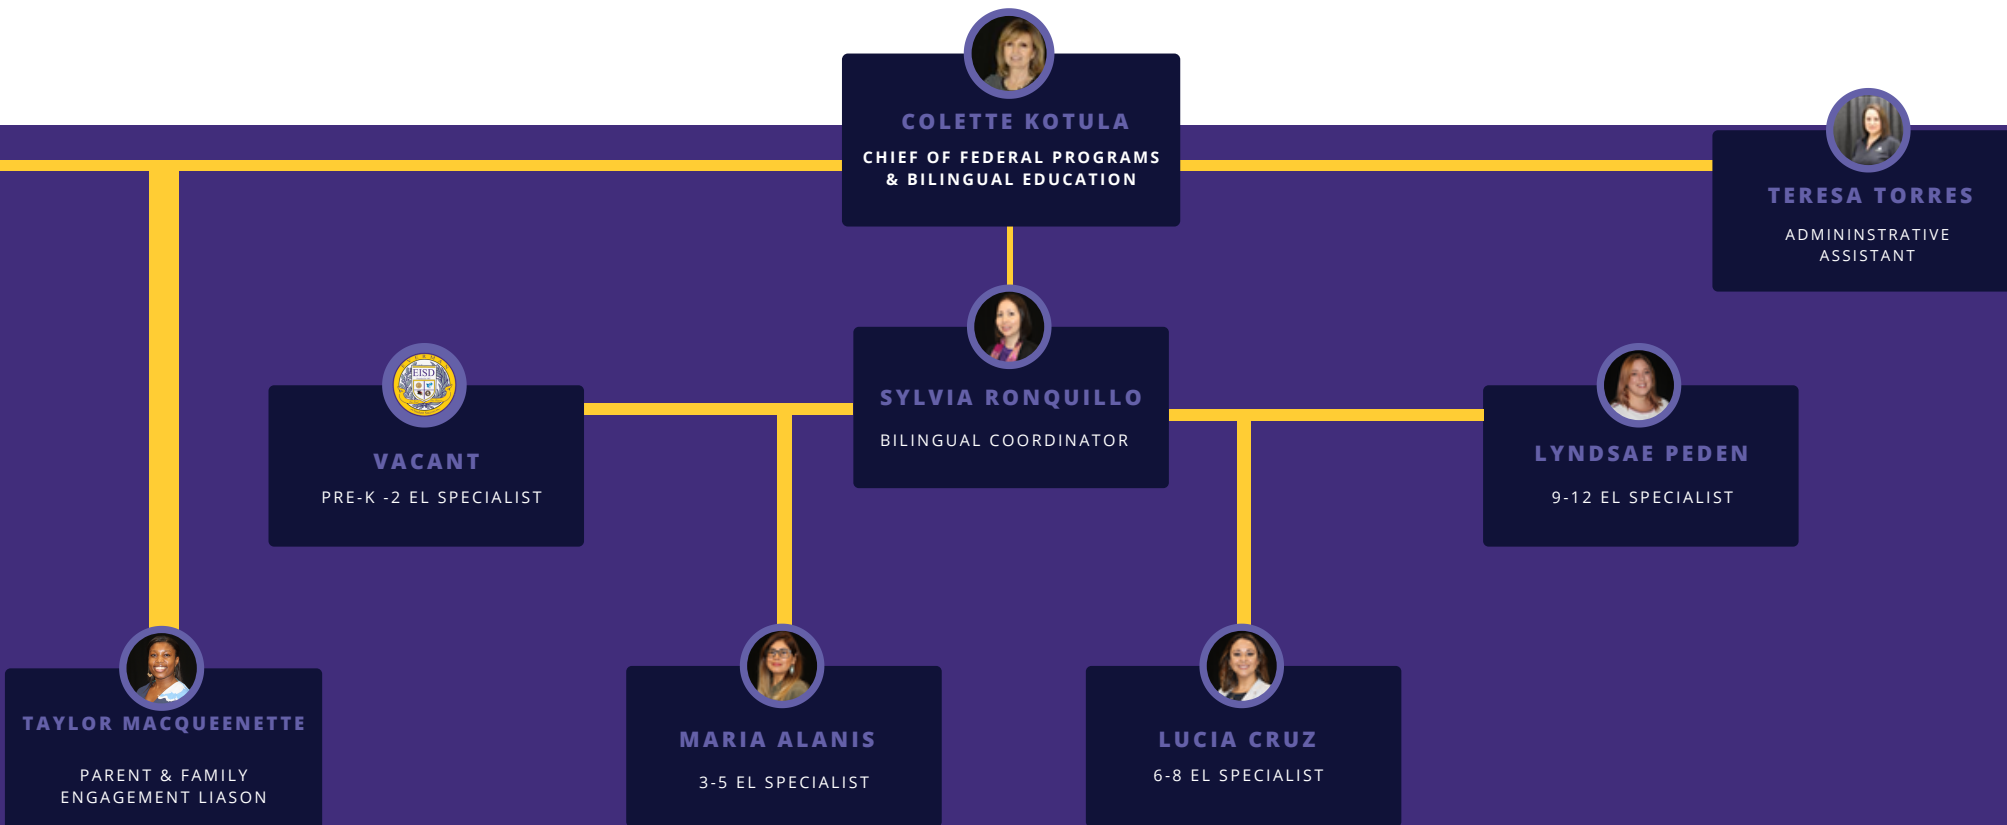 COLETTE KOTULA
CHIEF OF FEDERAL PROGRAMS
& BILINGUAL EDUCATION
TERESA TORRES
ADMININSTRATIVE
ASSISTANT
SYLVIA RONQUILLO
BILINGUAL COORDINATOR
EISD
VACANT
PRE-K -2 EL SPECIALIST
LYNDSAE PEDEN
9-12 EL SPECIALIST
TAYLOR MACQUEENETTE
PARENT & FAMILY
ENGAGEMENT LIASON
MARIA ALANIS
3-5 EL SPECIALIST
LUCIA CRUZ
6-8 EL SPECIALIST